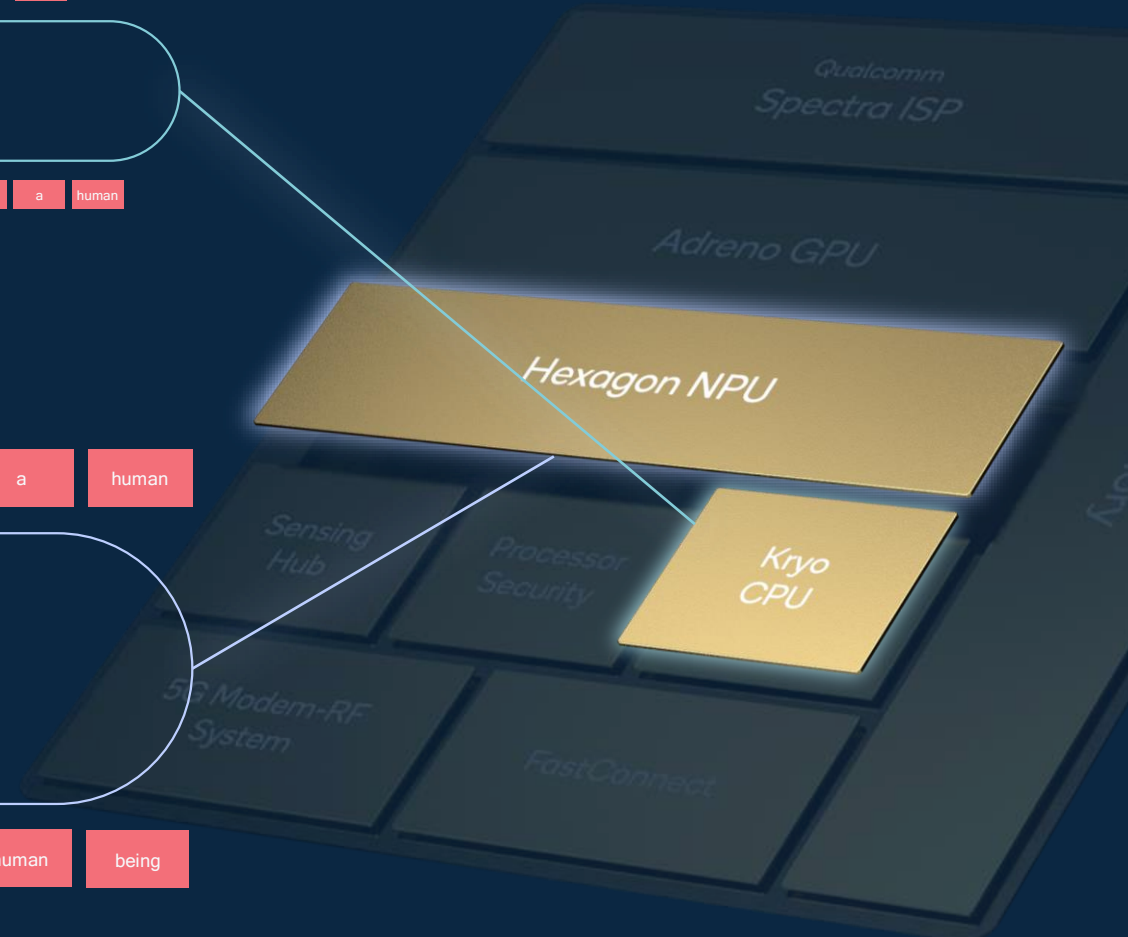 Qualcomm
Spectra ISP
a human
Adreno GPU
Hexagon NPU
a human
Sensing
Hub
Processor
Security
Kryo
CPU
5G Modem-RF
System
FastConnect
uman being